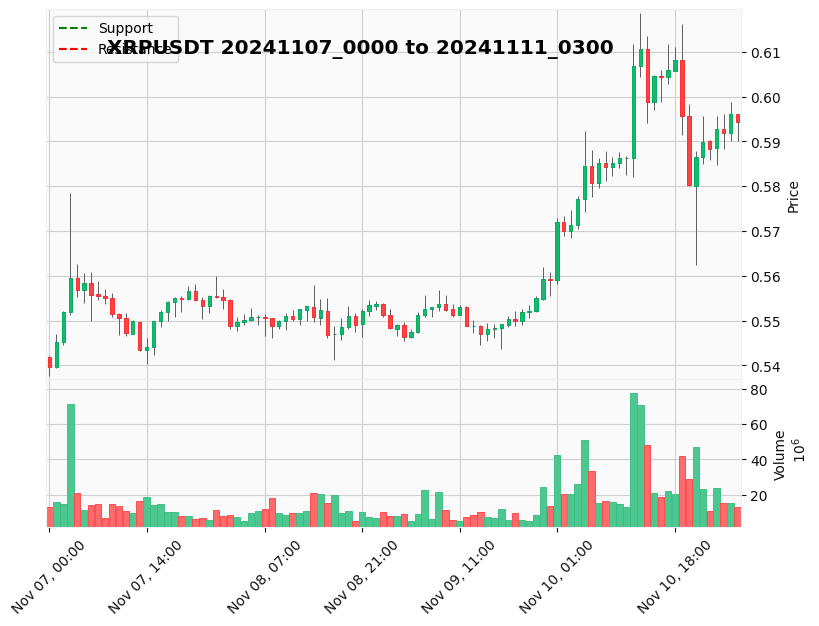 Support
Resistance
XRPUSDT 20241107_0000 to 20241111_0300
0.61
0.60
0.59
0.58
0.57
0.56
0.55
0.54
Price
80
60
40
20
Volume
10^6
Nov 07, 00:00
Nov 07, 14:00
Nov 08, 07:00
Nov 08, 21:00
Nov 09, 11:00
Nov 10, 01:00
Nov 10, 18:00